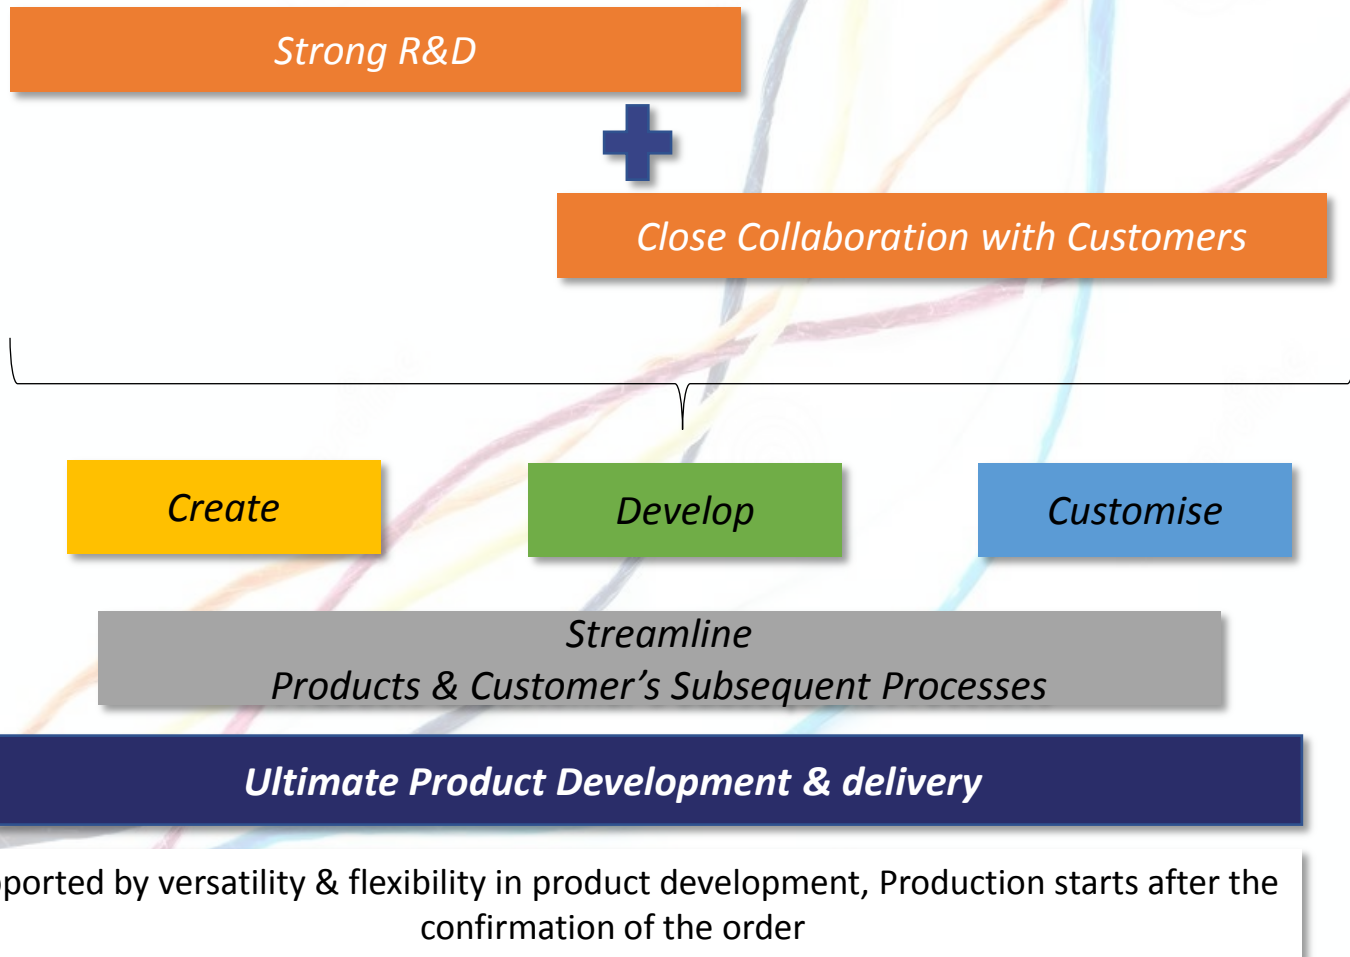 Strong R&D
Close Collaboration with Customers
Create
Develop
Customise
Streamline
Products & Customer’s Subsequent Processes
Ultimate Product Development & delivery
ported by versatility & flexibility in product development, Production starts after the
confirmation of the order